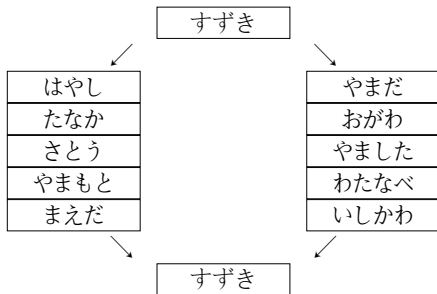 すずき
はやし
たなか
さとう
やまもと
まえだ
やまだ
おがわ
やました
わたなべ
いしかわ
すずき